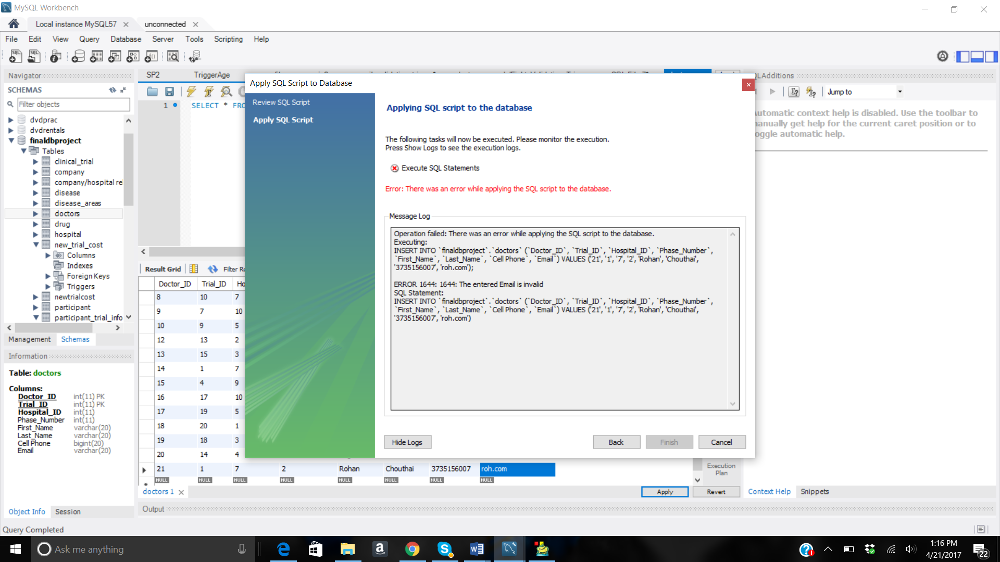 MySQL Workbench
Local instance MySQL57
unconnected
File Edit View Query Database Server Tools Scripting Help
Navigator
SCHEMAS
Filter objects
dvdprac
dvdrentals
finaldbproject
Tables
clinical_trial
company
company/hospital re
disease
disease_areas
doctors
drug
hospital
new_trial_cost
Columns
Indexes
Foreign Keys
Triggers
newtrialcost
participant
participant_trial_info
Management Schemas
Information
Table: doctors
Columns:
Doctor_ID int(11) PK
Trial_ID int(11) PK
Hospital_ID int(11)
Phase_Number int(11)
First_Name varchar(20)
Last_Name varchar(20)
Cell Phone bigint(20)
Email varchar(20)
Object Info Session
Query Completed
SP2 TriggerAge
1 SELECT * FRO
Result Grid Filter Ro
Doctor_ID Trial_ID Ho
8 10 7
9 7 10
10 9 5
12 13 2
13 15 3
14 1 7
15 4 9
16 17 10
17 19 5
18 20 1
19 18 3
20 14 4
21 1 7 2 Rohan Chouthai 3735156007 roh.com
NULL NULL NULL NULL NULL NULL NULL NULL
doctors 1
Apply Revert
Output
Apply SQL Script to Database
Review SQL Script
Apply SQL Script
Applying SQL script to the database
The following tasks will now be executed. Please monitor the execution.
Press Show Logs to see the execution logs.
Execute SQL Statements
Error: There was an error while applying the SQL script to the database.
Message Log
Operation failed: There was an error while applying the SQL script to the database.
Executing:
INSERT INTO `finaldbproject`.`doctors` (`Doctor_ID`, `Trial_ID`, `Hospital_ID`, `Phase_Number`,
`First_Name`, `Last_Name`, `Cell Phone`, `Email`) VALUES ('21', '1', '7', '2', 'Rohan', 'Chouthai',
'3735156007', 'roh.com');
ERROR 1644: 1644: The entered Email is invalid
SQL Statement:
INSERT INTO `finaldbproject`.`doctors` (`Doctor_ID`, `Trial_ID`, `Hospital_ID`, `Phase_Number`,
`First_Name`, `Last_Name`, `Cell Phone`, `Email`) VALUES ('21', '1', '7', '2', 'Rohan', 'Chouthai',
'3735156007', 'roh.com')
Hide Logs Back Finish Cancel
Execution
Plan
LAdditions
Jump to
utomatic context help is disabled. Use the toolbar to
anually get help for the current caret position or to
oggle automatic help.
Context Help Snippets
Ask me anything
1:16 PM
4/21/2017
22